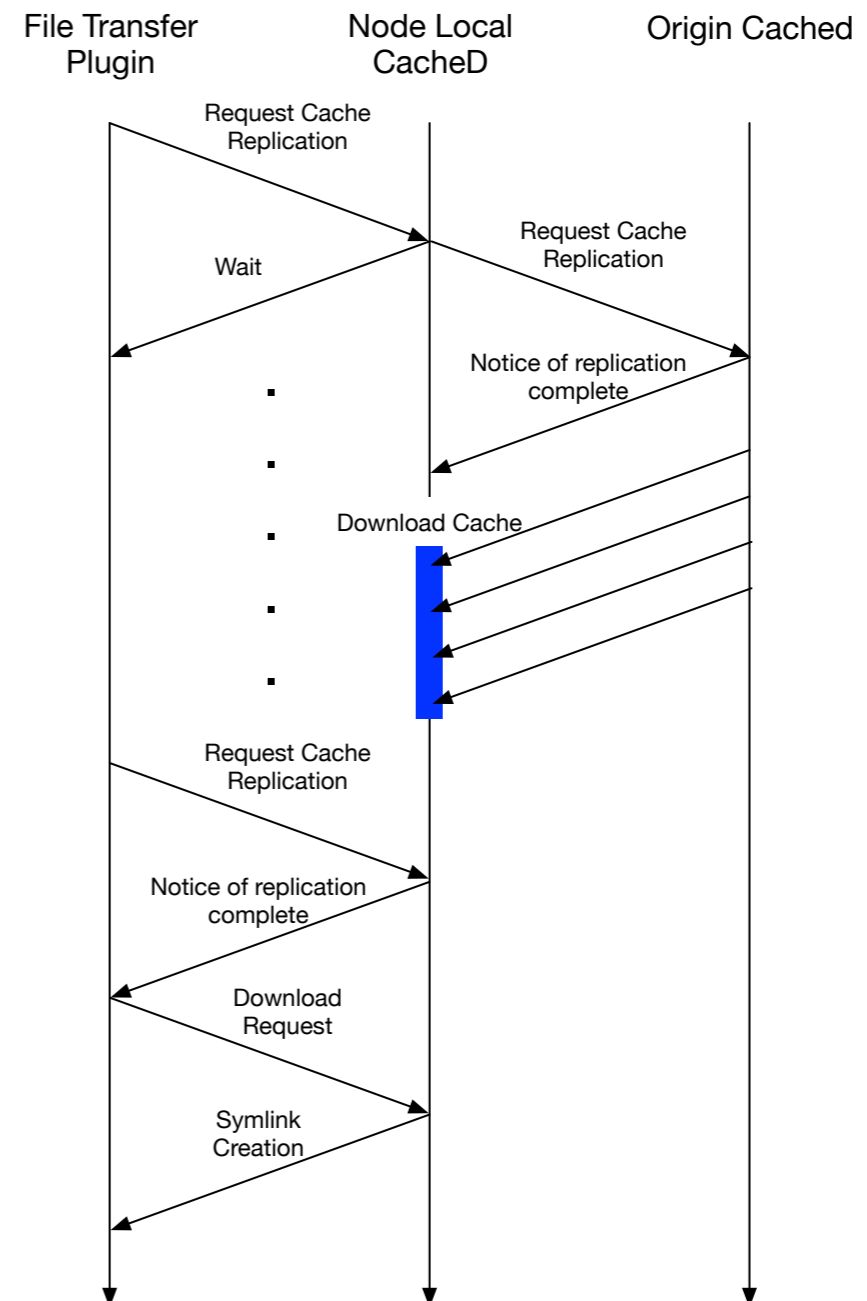 File Transfer
Plugin
Node Local
CacheD
Origin Cached
Request Cache
Replication
Request Cache
Replication
Wait
Notice of replication
complete
Download Cache
Request Cache
Replication
Notice of replication
complete
Download
Request
Symlink
Creation